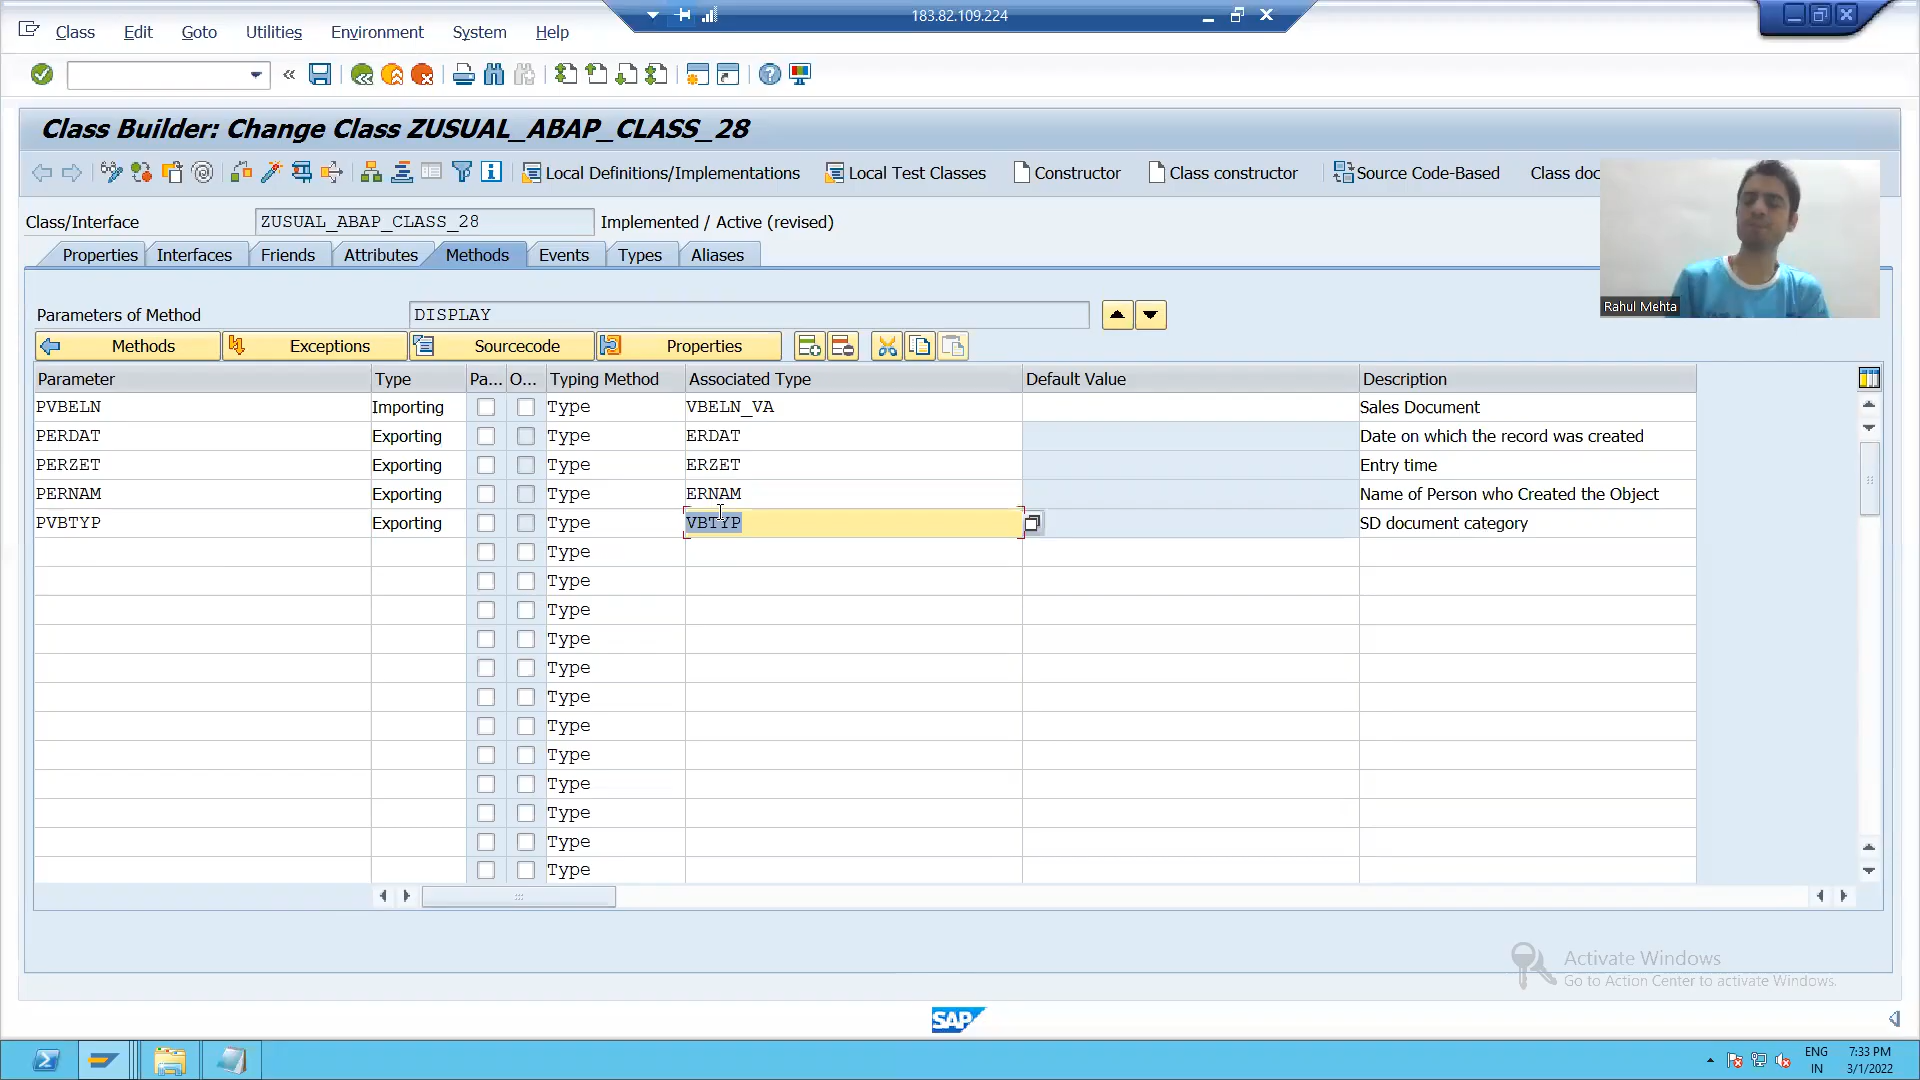 183.82.109.224
Class Edit Goto Utilities Environment System Help
Class Builder: Change Class ZUSUAL_ABAP_CLASS_28
Local Definitions/Implementations Local Test Classes Constructor Class constructor Source Code-Based Class doc
Class/Interface ZUSUAL_ABAP_CLASS_28 Implemented / Active (revised)
Properties Interfaces Friends Attributes Methods Events Types Aliases
Rahul Mehta
Parameters of Method DISPLAY
Methods Exceptions Sourcecode Properties
Parameter Type Pa... O... Typing Method Associated Type Default Value Description
PVBELN Importing Type VBELN_VA Sales Document
PERDAT Exporting Type ERDAT Date on which the record was created
PERZET Exporting Type ERZET Entry time
PERNAM Exporting Type ERNAM Name of Person who Created the Object
PVBTYP Exporting Type VBTYP SD document category
Type
Type
Type
Type
Type
Type
Type
Type
Type
Type
Type
Type
Activate Windows
Go to Action Center to activate Windows.
SAP
ENG 7:33 PM
IN 3/1/2022